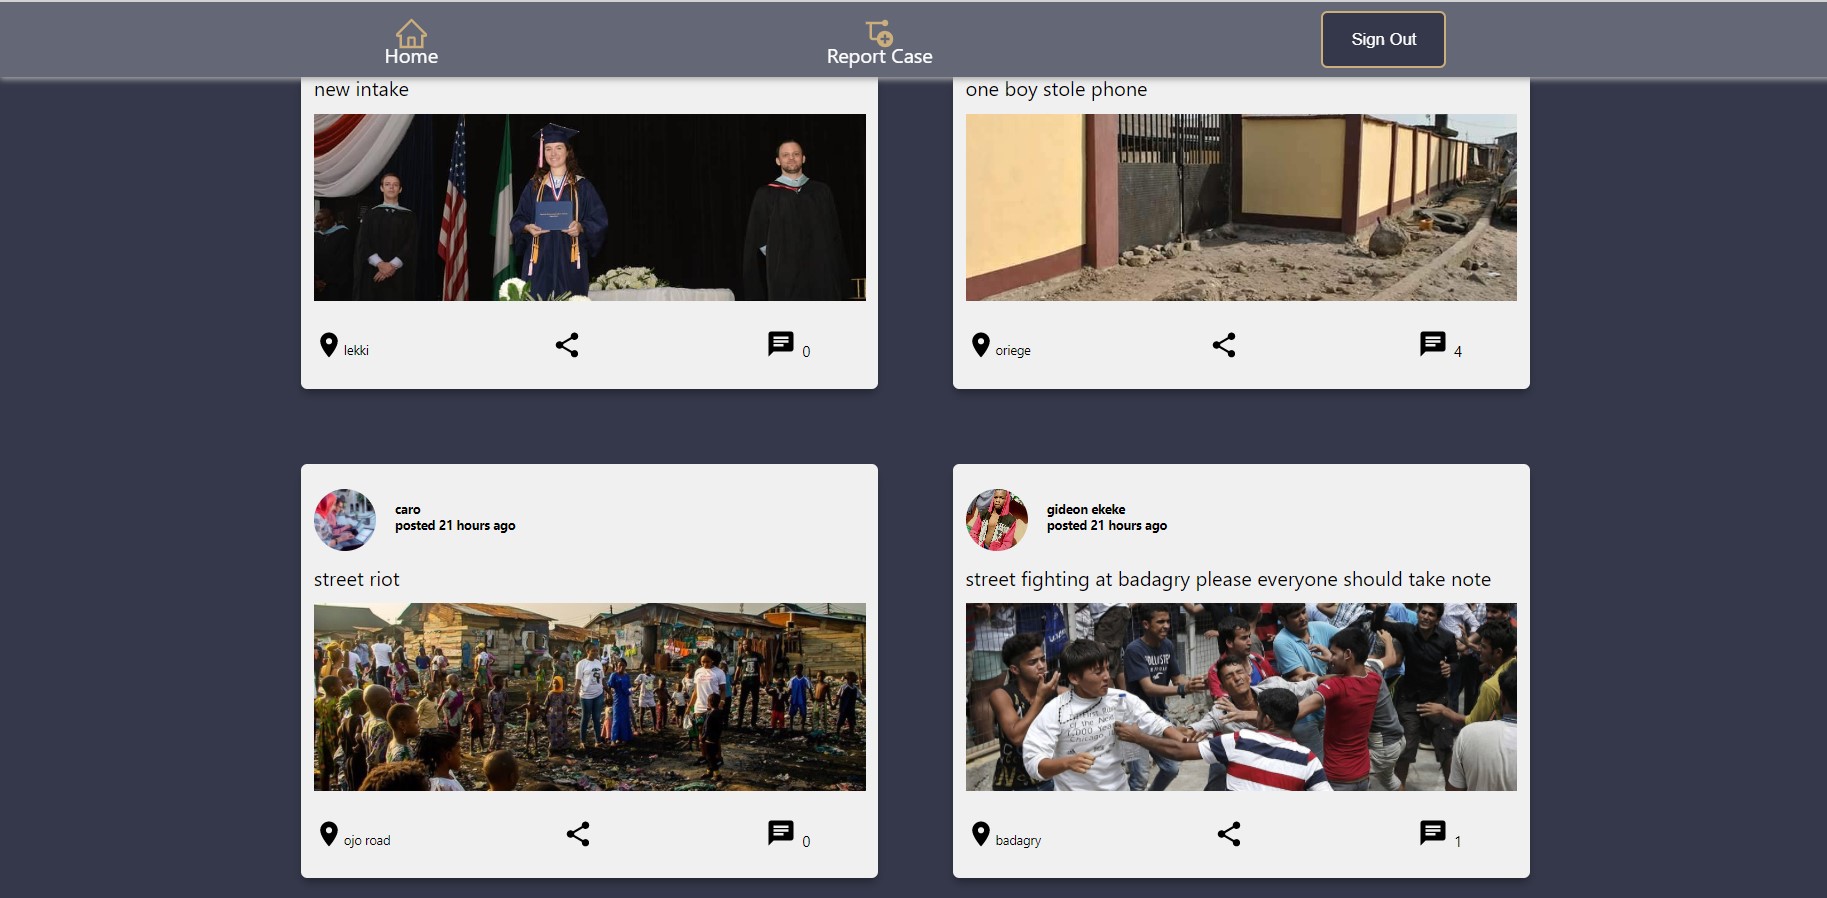 Home
Report Case
Sign Out
new intake
lekki
0
one boy stole phone
oriege
4
caro
posted 21 hours ago
street riot
ojo road
0
gideon ekeke
posted 21 hours ago
street fighting at badagry please everyone should take note
badagry
1